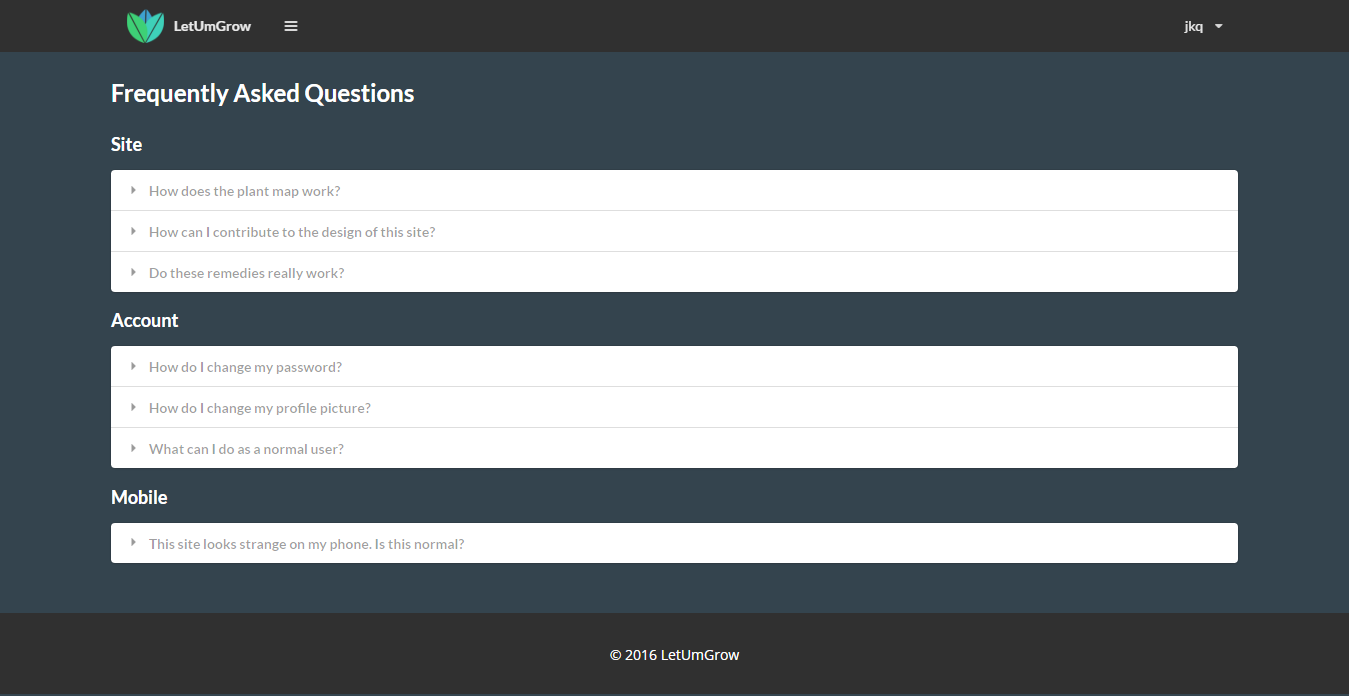 LetUmGrow
jkq
Frequently Asked Questions
Site
How does the plant map work?
How can I contribute to the design of this site?
Do these remedies really work?
Account
How do I change my password?
How do I change my profile picture?
What can I do as a normal user?
Mobile
This site looks strange on my phone. Is this normal?
© 2016 LetUmGrow